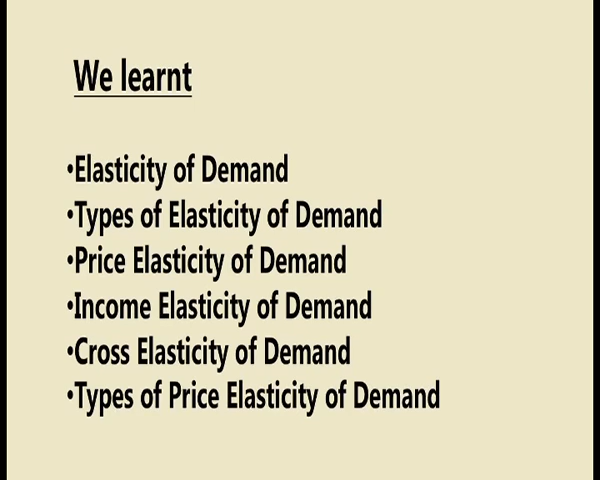 We learnt
•Elasticity of Demand
•Types of Elasticity of Demand
•Price Elasticity of Demand
•Income Elasticity of Demand
•Cross Elasticity of Demand
•Types of Price Elasticity of Demand